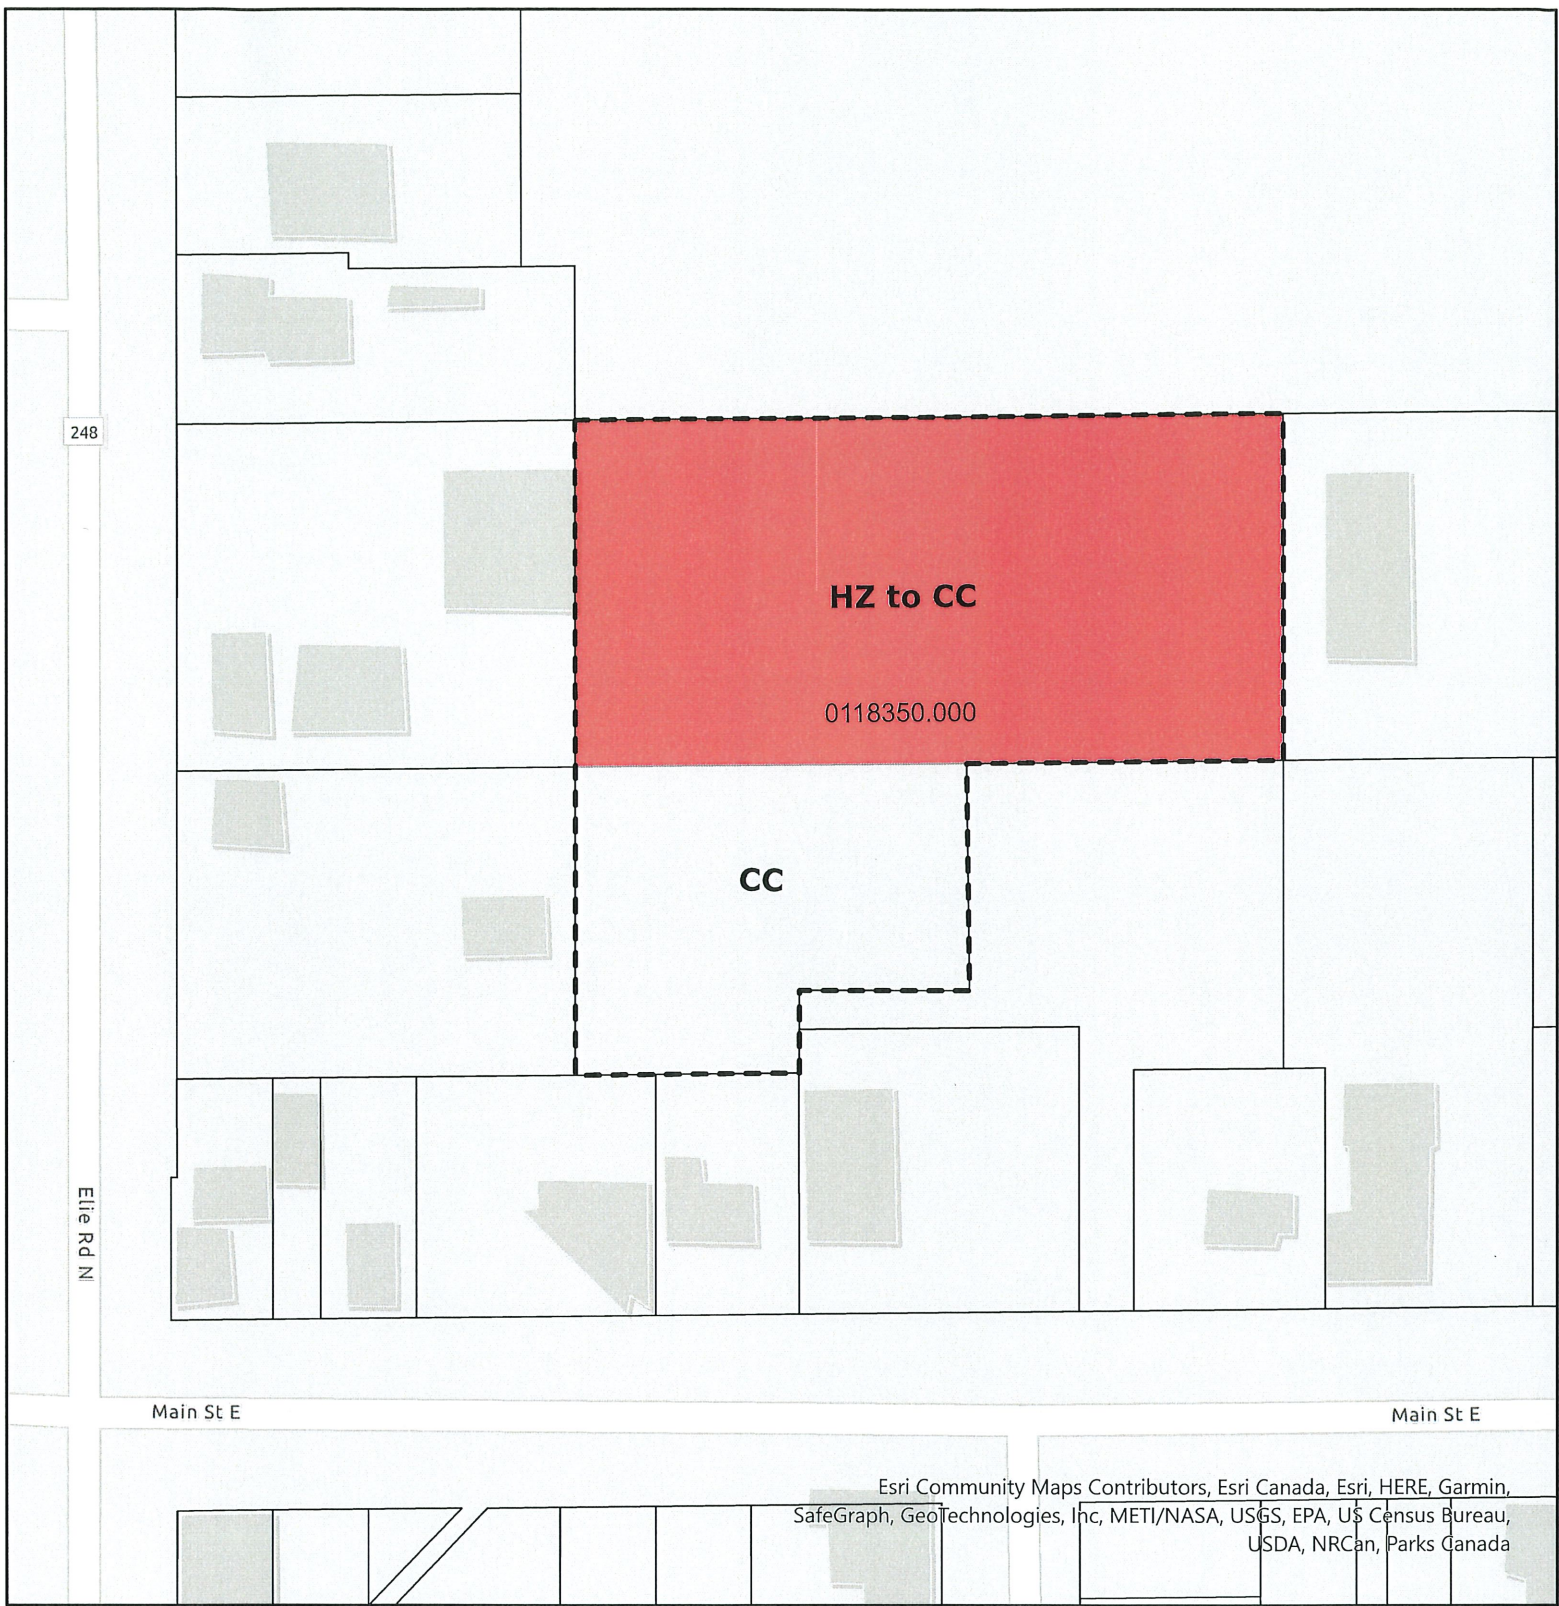 248
HZ to CC
0118350.000
CC
Elie Rd N
Main St E
Main St E
Esri Community Maps Contributors, Esri Canada, Esri, HERE, Garmin,
SafeGraph, GeoTechnologies, Inc, METI/NASA, USGS, EPA, US Census Bureau,
USDA, NRCan, Parks Canada